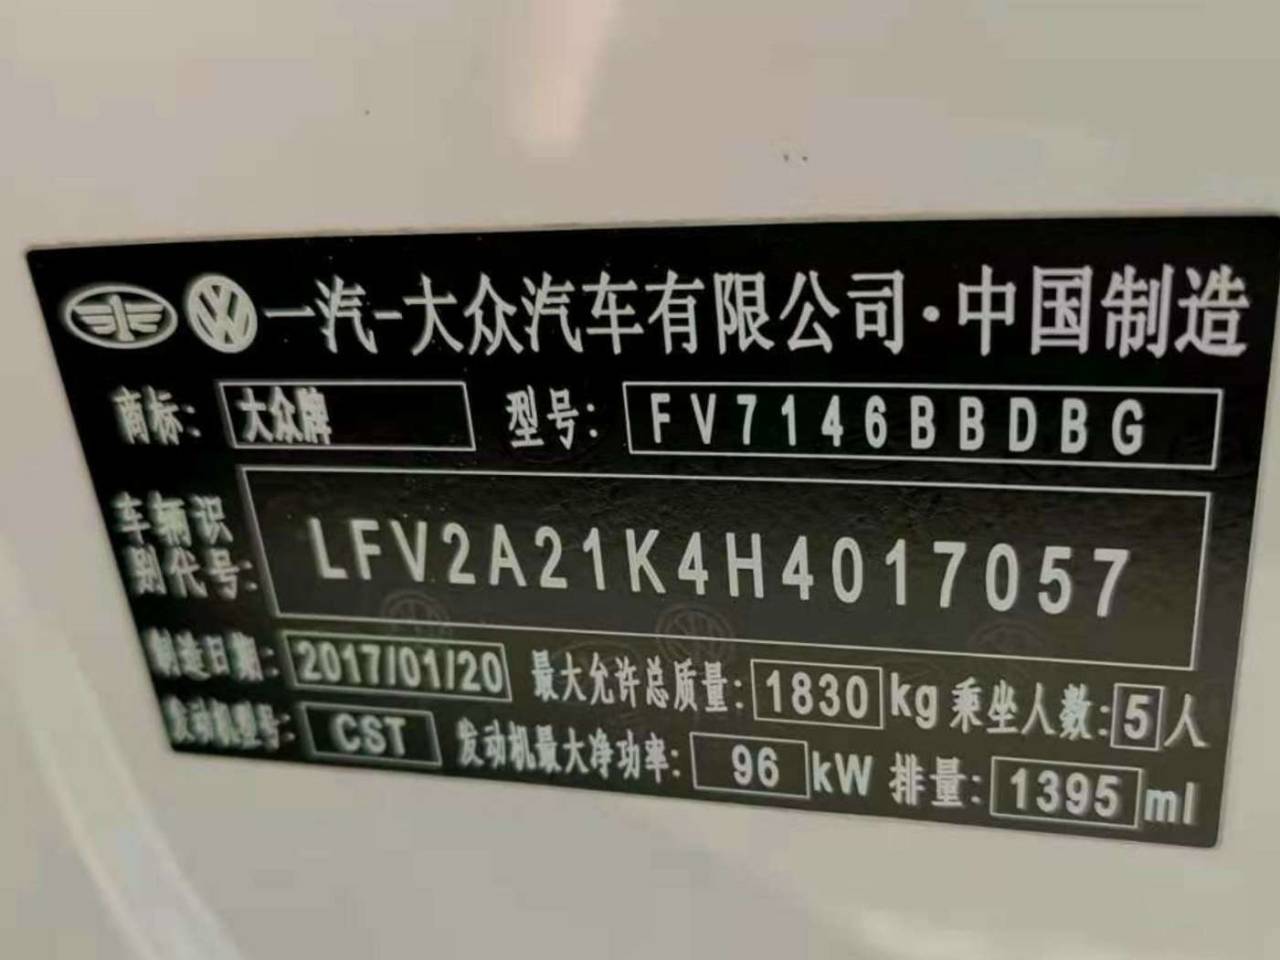 一汽-大众汽车有限公司·中国制造
商标: 大众牌 型号: FV7146BBDBG
车辆识别代号: LFV2A21K4H4017057
制造日期: 2017/01/20 最大允许总质量: 1830 kg 乘坐人数: 5 人
发动机型号: CST 发动机最大净功率: 96 kW 排量: 1395 ml